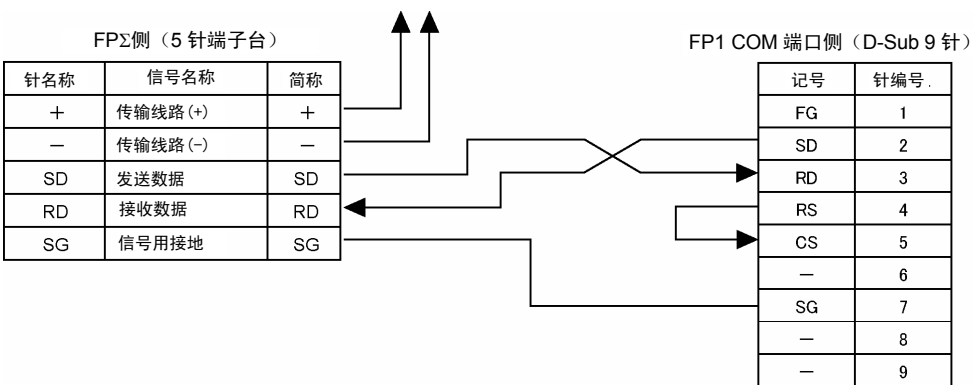 FPΣ侧（5 针端子台）
针名称 信号名称 简称
＋ 传输线路(+) ＋
－ 传输线路(−) －
SD 发送数据 SD
RD 接收数据 RD
SG 信号用接地 SG
FP1 COM 端口侧（D-Sub 9 针）
记号 针编号.
FG 1
SD 2
RD 3
RS 4
CS 5
－ 6
SG 7
－ 8
－ 9